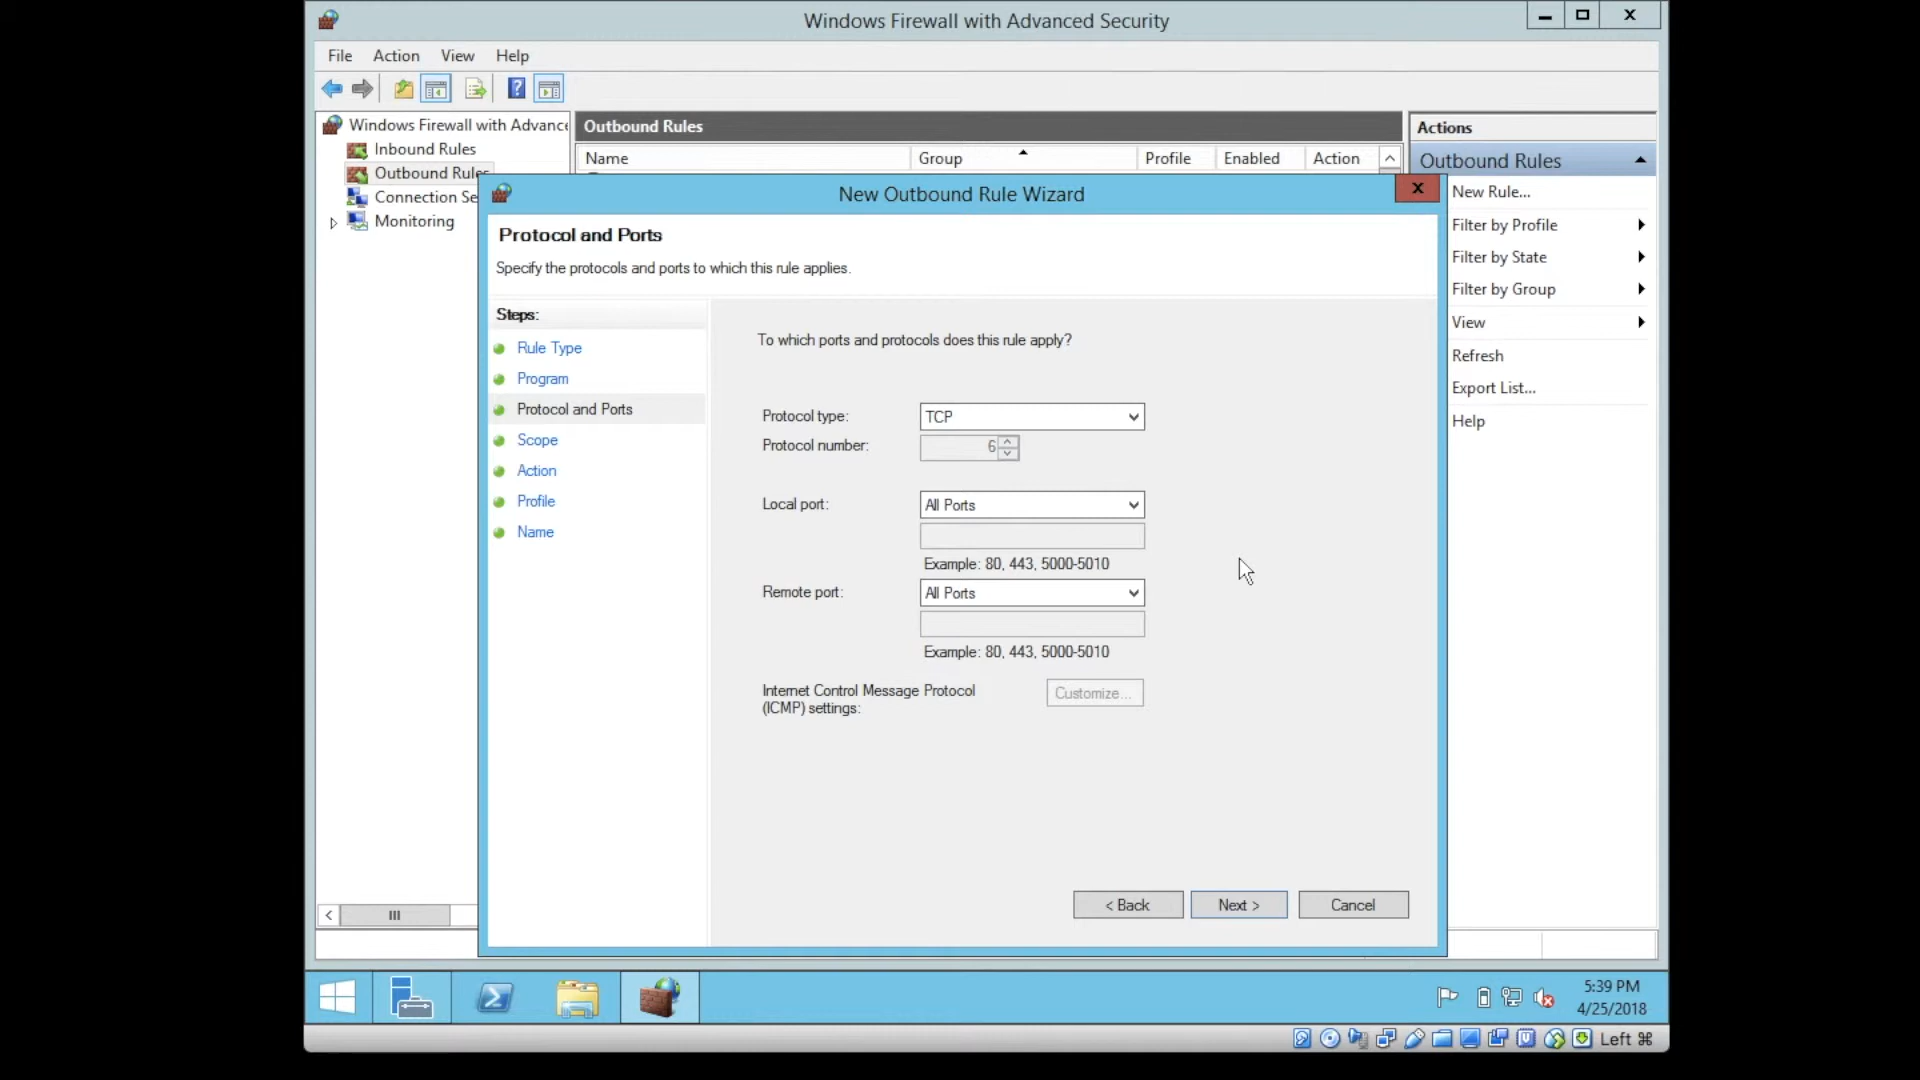 Windows Firewall with Advanced Security
File Action View Help
Windows Firewall with Advance
Inbound Rules
Outbound Rules
Connection Se
Monitoring
Outbound Rules
Name Group Profile Enabled Action
Actions
Outbound Rules
New Rule...
Filter by Profile
Filter by State
Filter by Group
View
Refresh
Export List...
Help
New Outbound Rule Wizard
Protocol and Ports
Specify the protocols and ports to which this rule applies.
Steps:
Rule Type
Program
Protocol and Ports
Scope
Action
Profile
Name
To which ports and protocols does this rule apply?
Protocol type: TCP
Protocol number: 6
Local port: All Ports
Example: 80, 443, 5000-5010
Remote port: All Ports
Example: 80, 443, 5000-5010
Internet Control Message Protocol
(ICMP) settings:
Customize...
< Back Next > Cancel
5:39 PM
4/25/2018
Left ⌘